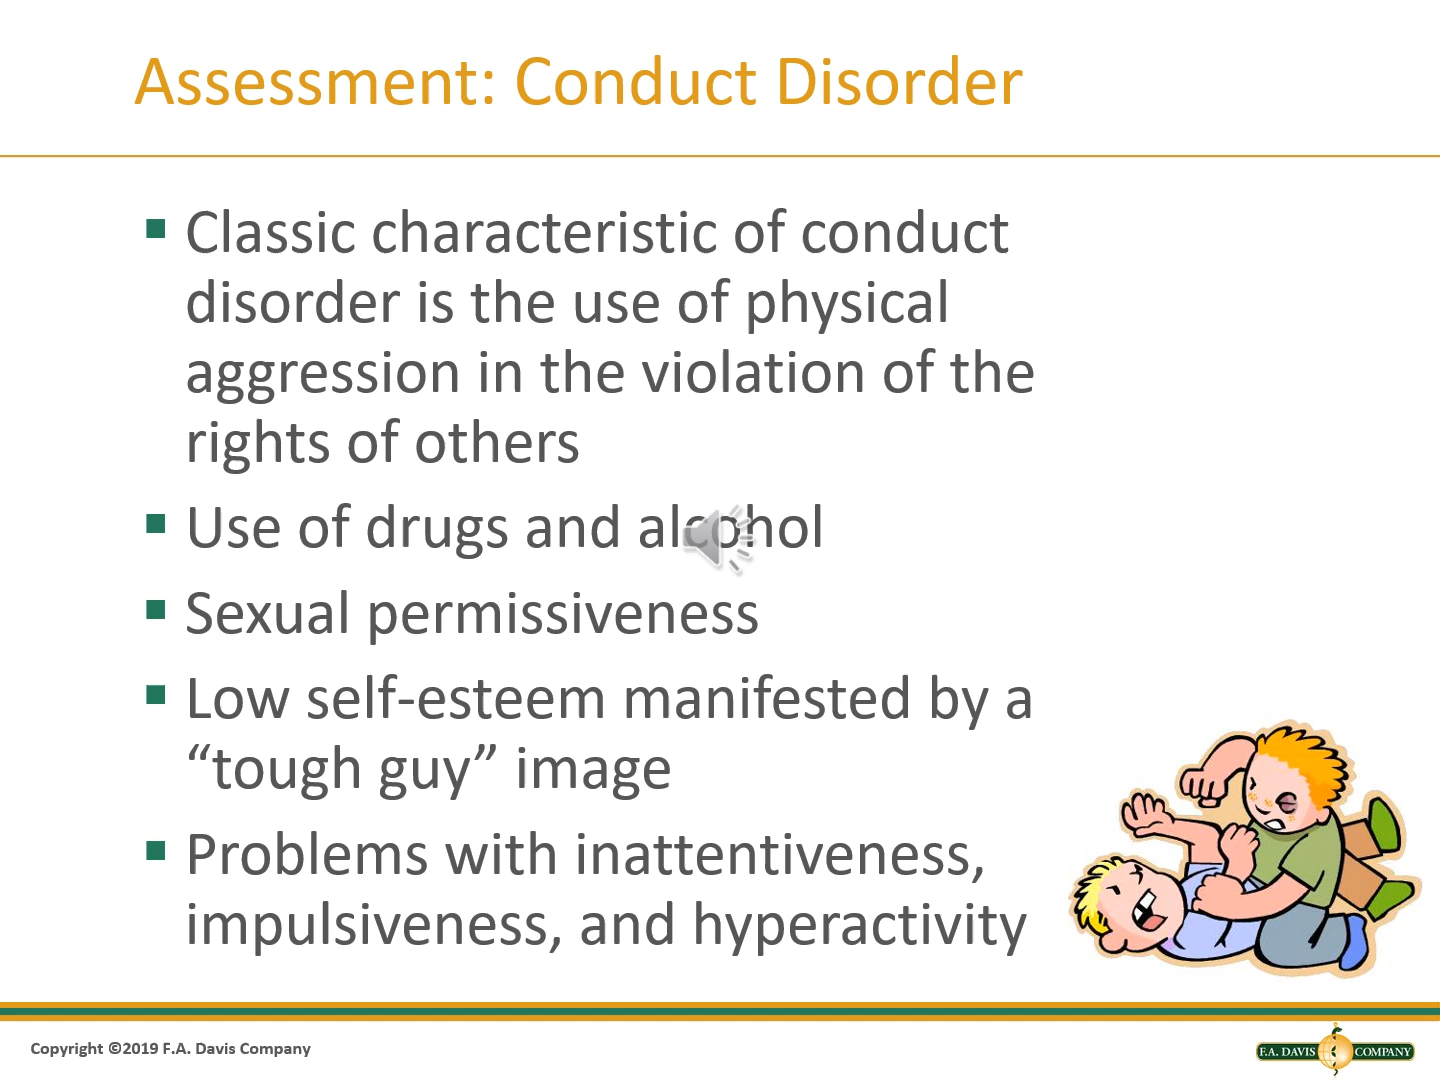 Assessment: Conduct Disorder
▪ Classic characteristic of conduct
disorder is the use of physical
aggression in the violation of the
rights of others
▪ Use of drugs and alcohol
▪ Sexual permissiveness
▪ Low self-esteem manifested by a
“tough guy” image
▪ Problems with inattentiveness,
impulsiveness, and hyperactivity
Copyright ©2019 F.A. Davis Company
F.A. DAVIS COMPANY